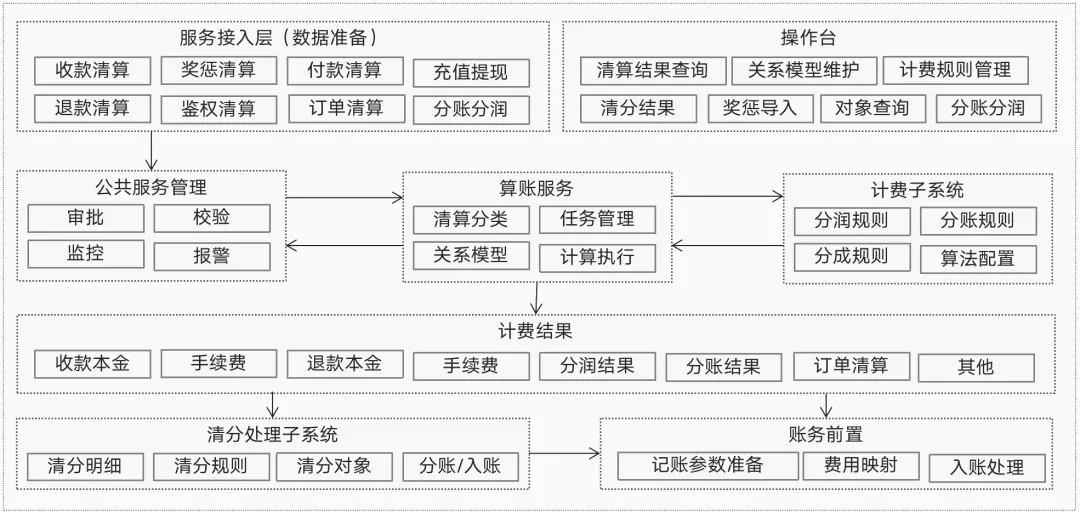 服务接入层（数据准备）
收款清算 奖惩清算 付款清算 充值提现
退款清算 鉴权清算 订单清算 分账分润
操作台
清算结果查询 关系模型维护 计费规则管理
清分结果 奖惩导入 对象查询 分账分润
公共服务管理
审批 校验
监控 报警
算账服务
清算分类 任务管理
关系模型 计算执行
计费子系统
分润规则 分账规则
分成规则 算法配置
计费结果
收款本金 手续费 退款本金 手续费 分润结果 分账结果 订单清算 其他
清分处理子系统
清分明细 清分规则 清分对象 分账/入账
账务前置
记账参数准备 费用映射 入账处理